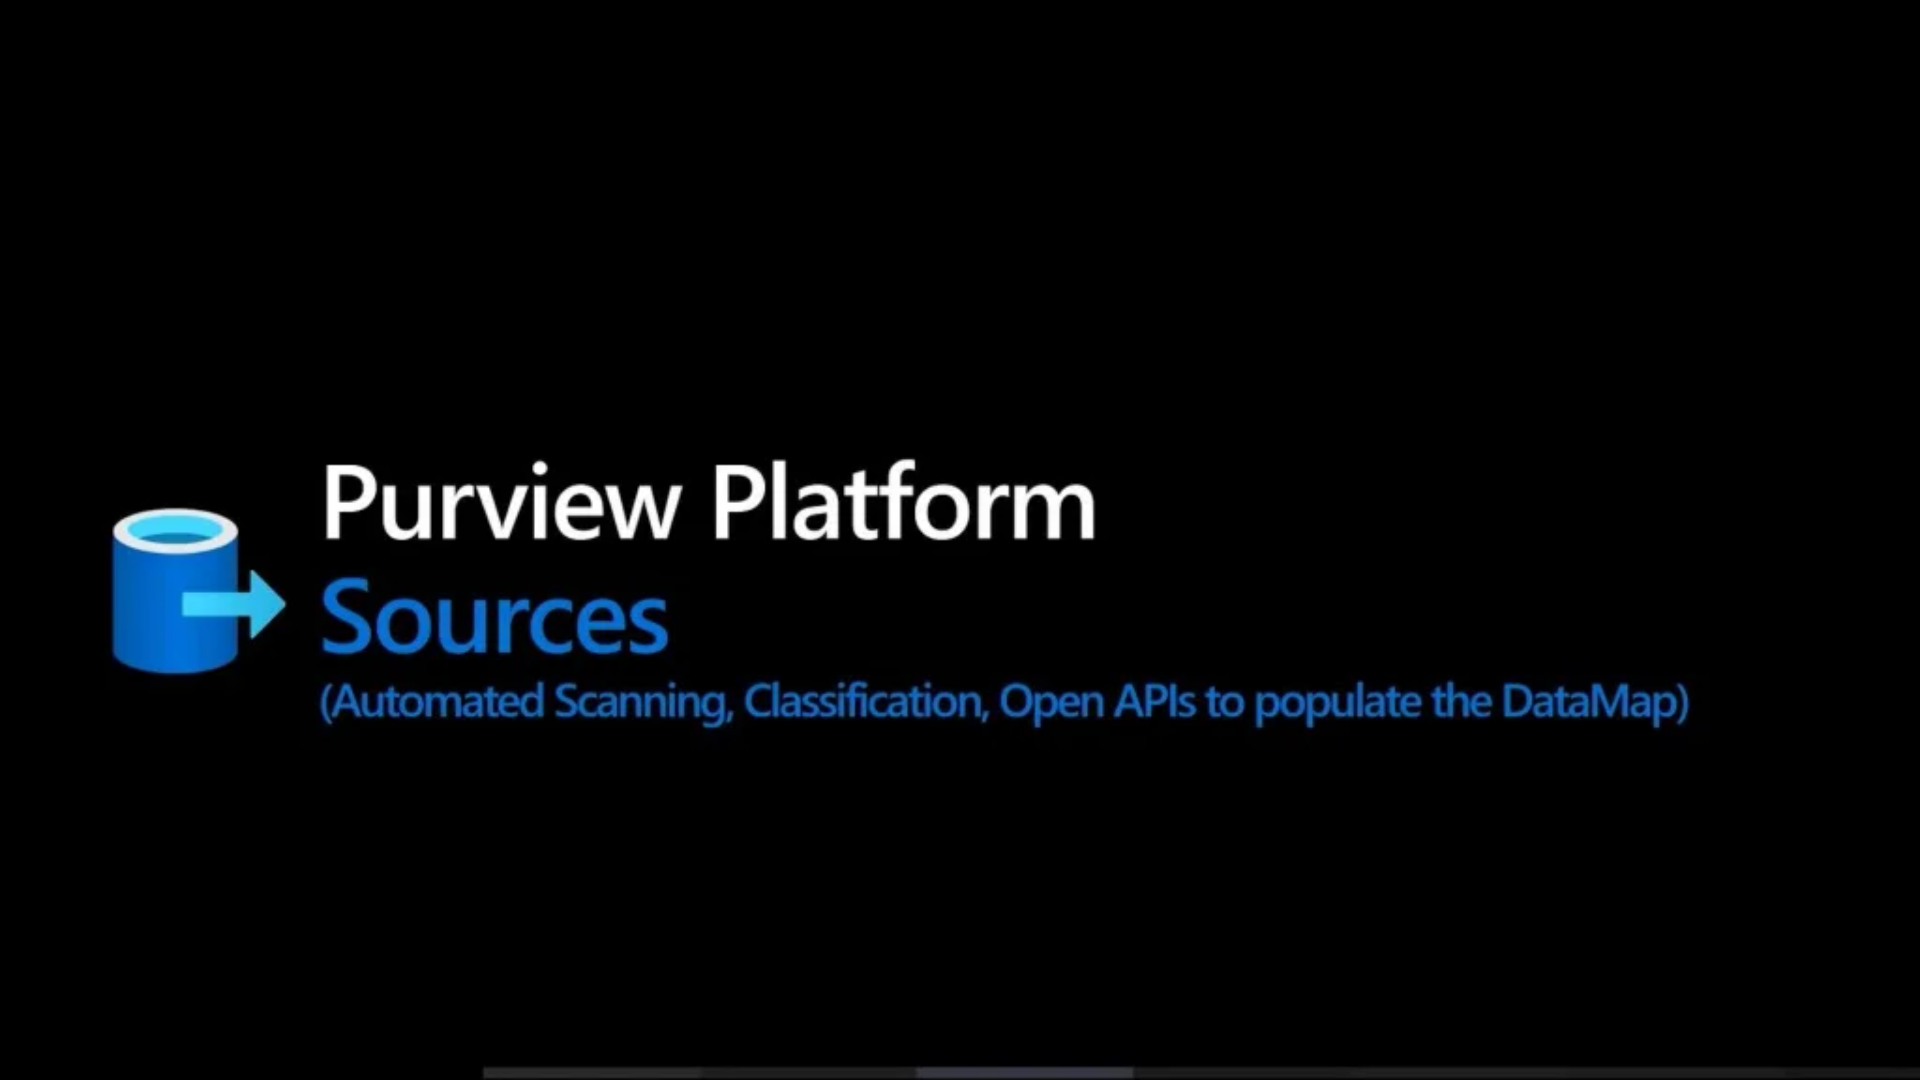 Purview Platform
Sources
(Automated Scanning, Classification, Open APIs to populate the DataMap)